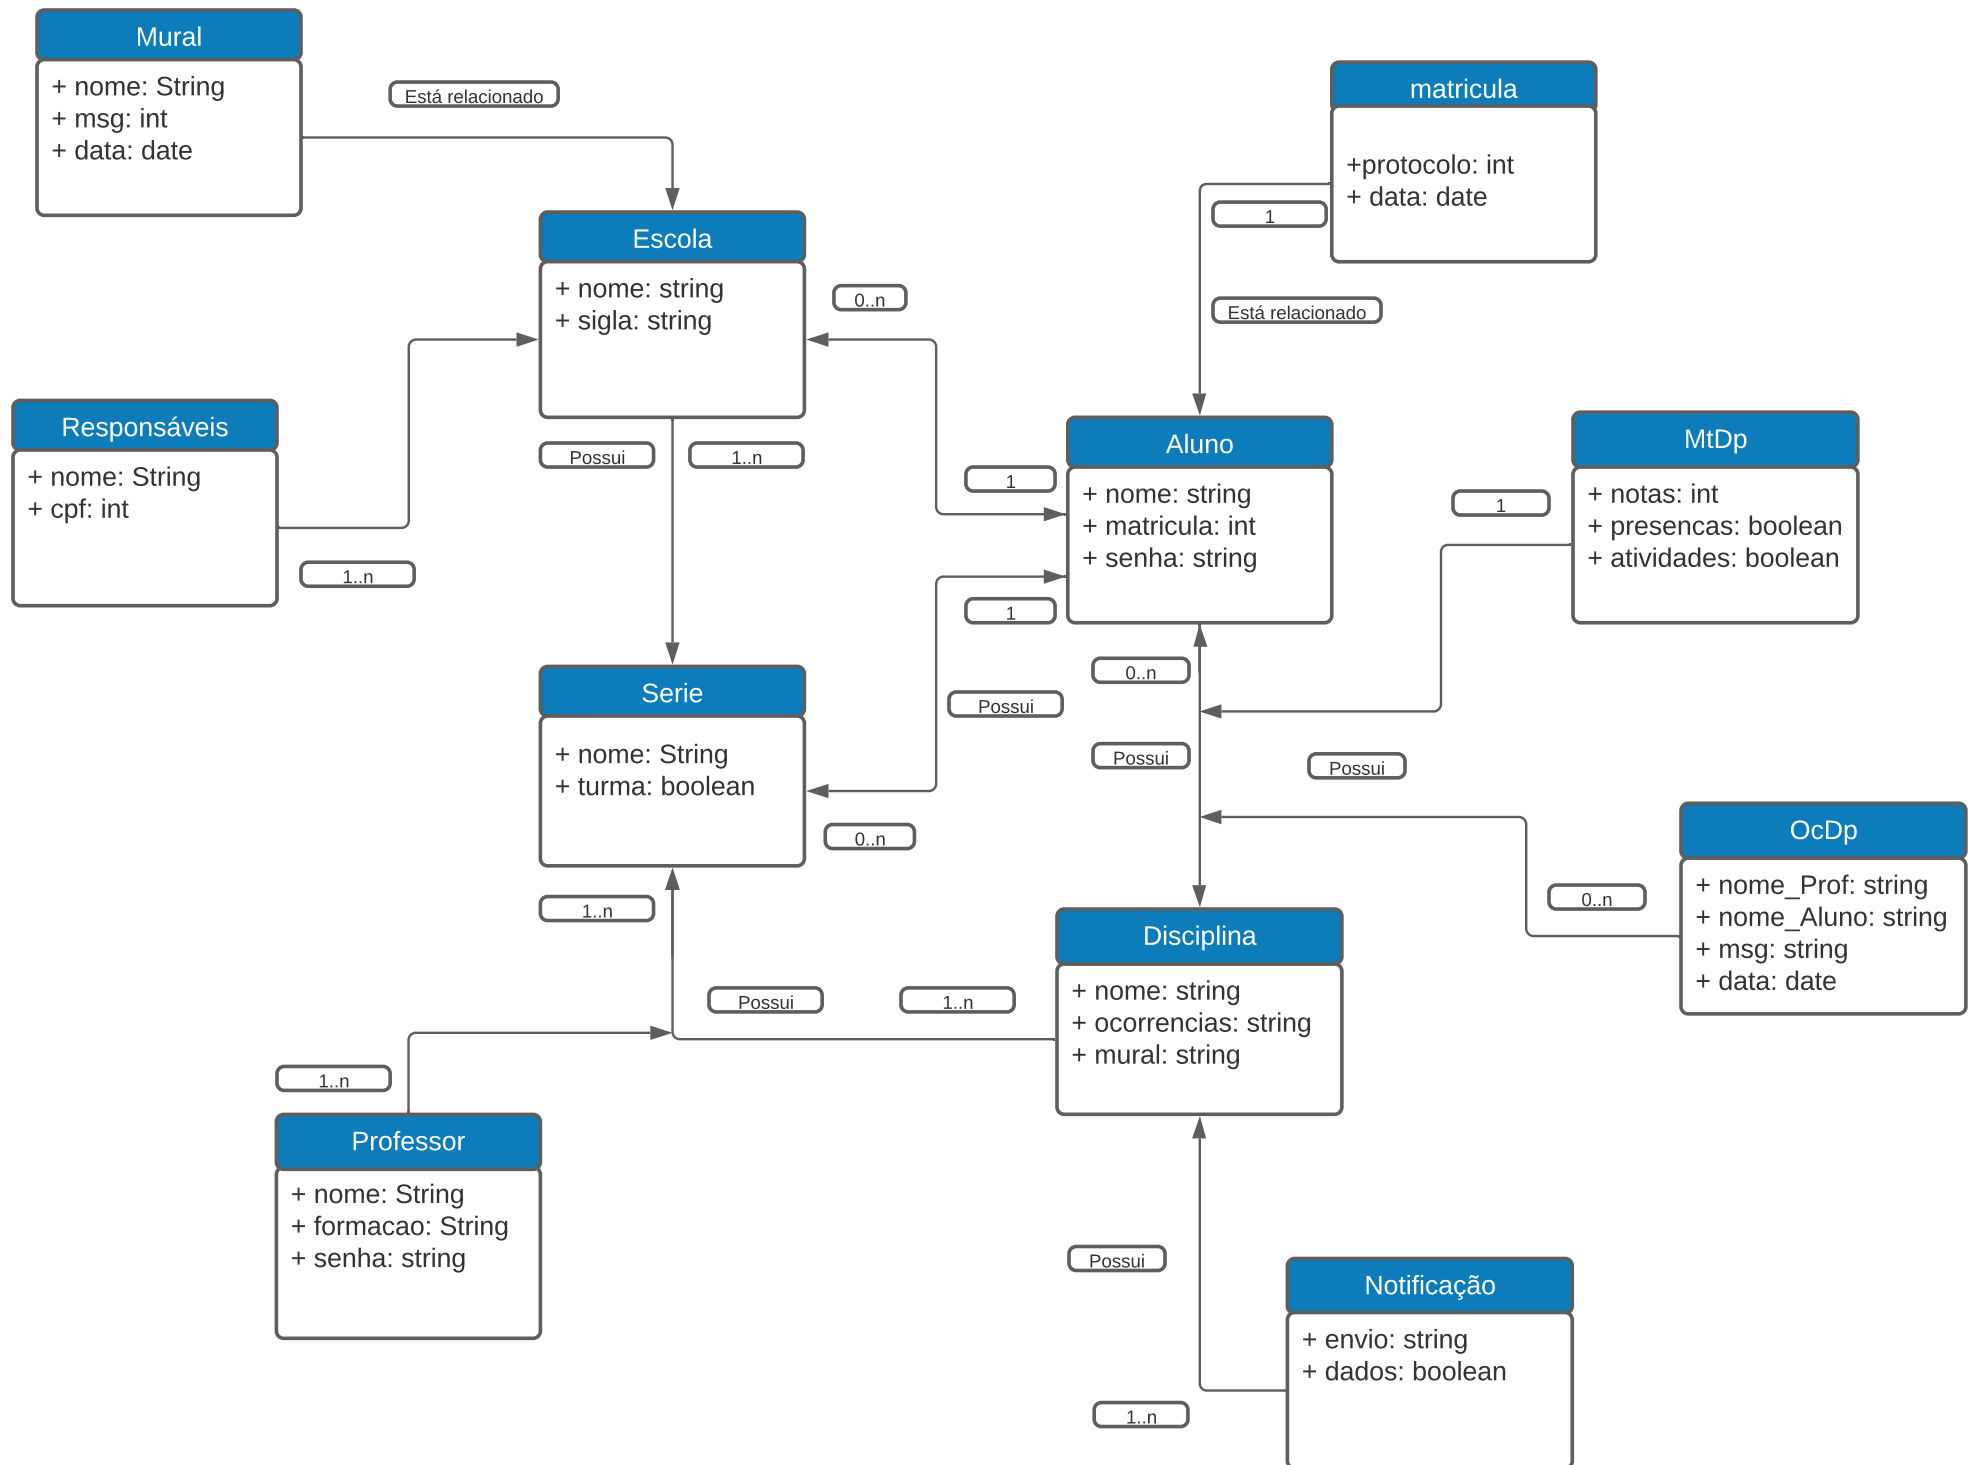 Mural
+ nome: String
+ msg: int
+ data: date
Está relacionado
matricula
+protocolo: int
+ data: date
1
Está relacionado
Escola
+ nome: string
+ sigla: string
0..n
Responsáveis
+ nome: String
+ cpf: int
1..n
Possui
1..n
1
Aluno
+ nome: string
+ matricula: int
+ senha: string
1
MtDp
+ notas: int
+ presencas: boolean
+ atividades: boolean
1
Serie
+ nome: String
+ turma: boolean
0..n
Possui
0..n
Possui
Possui
OcDp
+ nome_Prof: string
+ nome_Aluno: string
+ msg: string
+ data: date
0..n
1..n
Possui
1..n
Disciplina
+ nome: string
+ ocorrencias: string
+ mural: string
1..n
Professor
+ nome: String
+ formacao: String
+ senha: string
Possui
1..n
Notificação
+ envio: string
+ dados: boolean